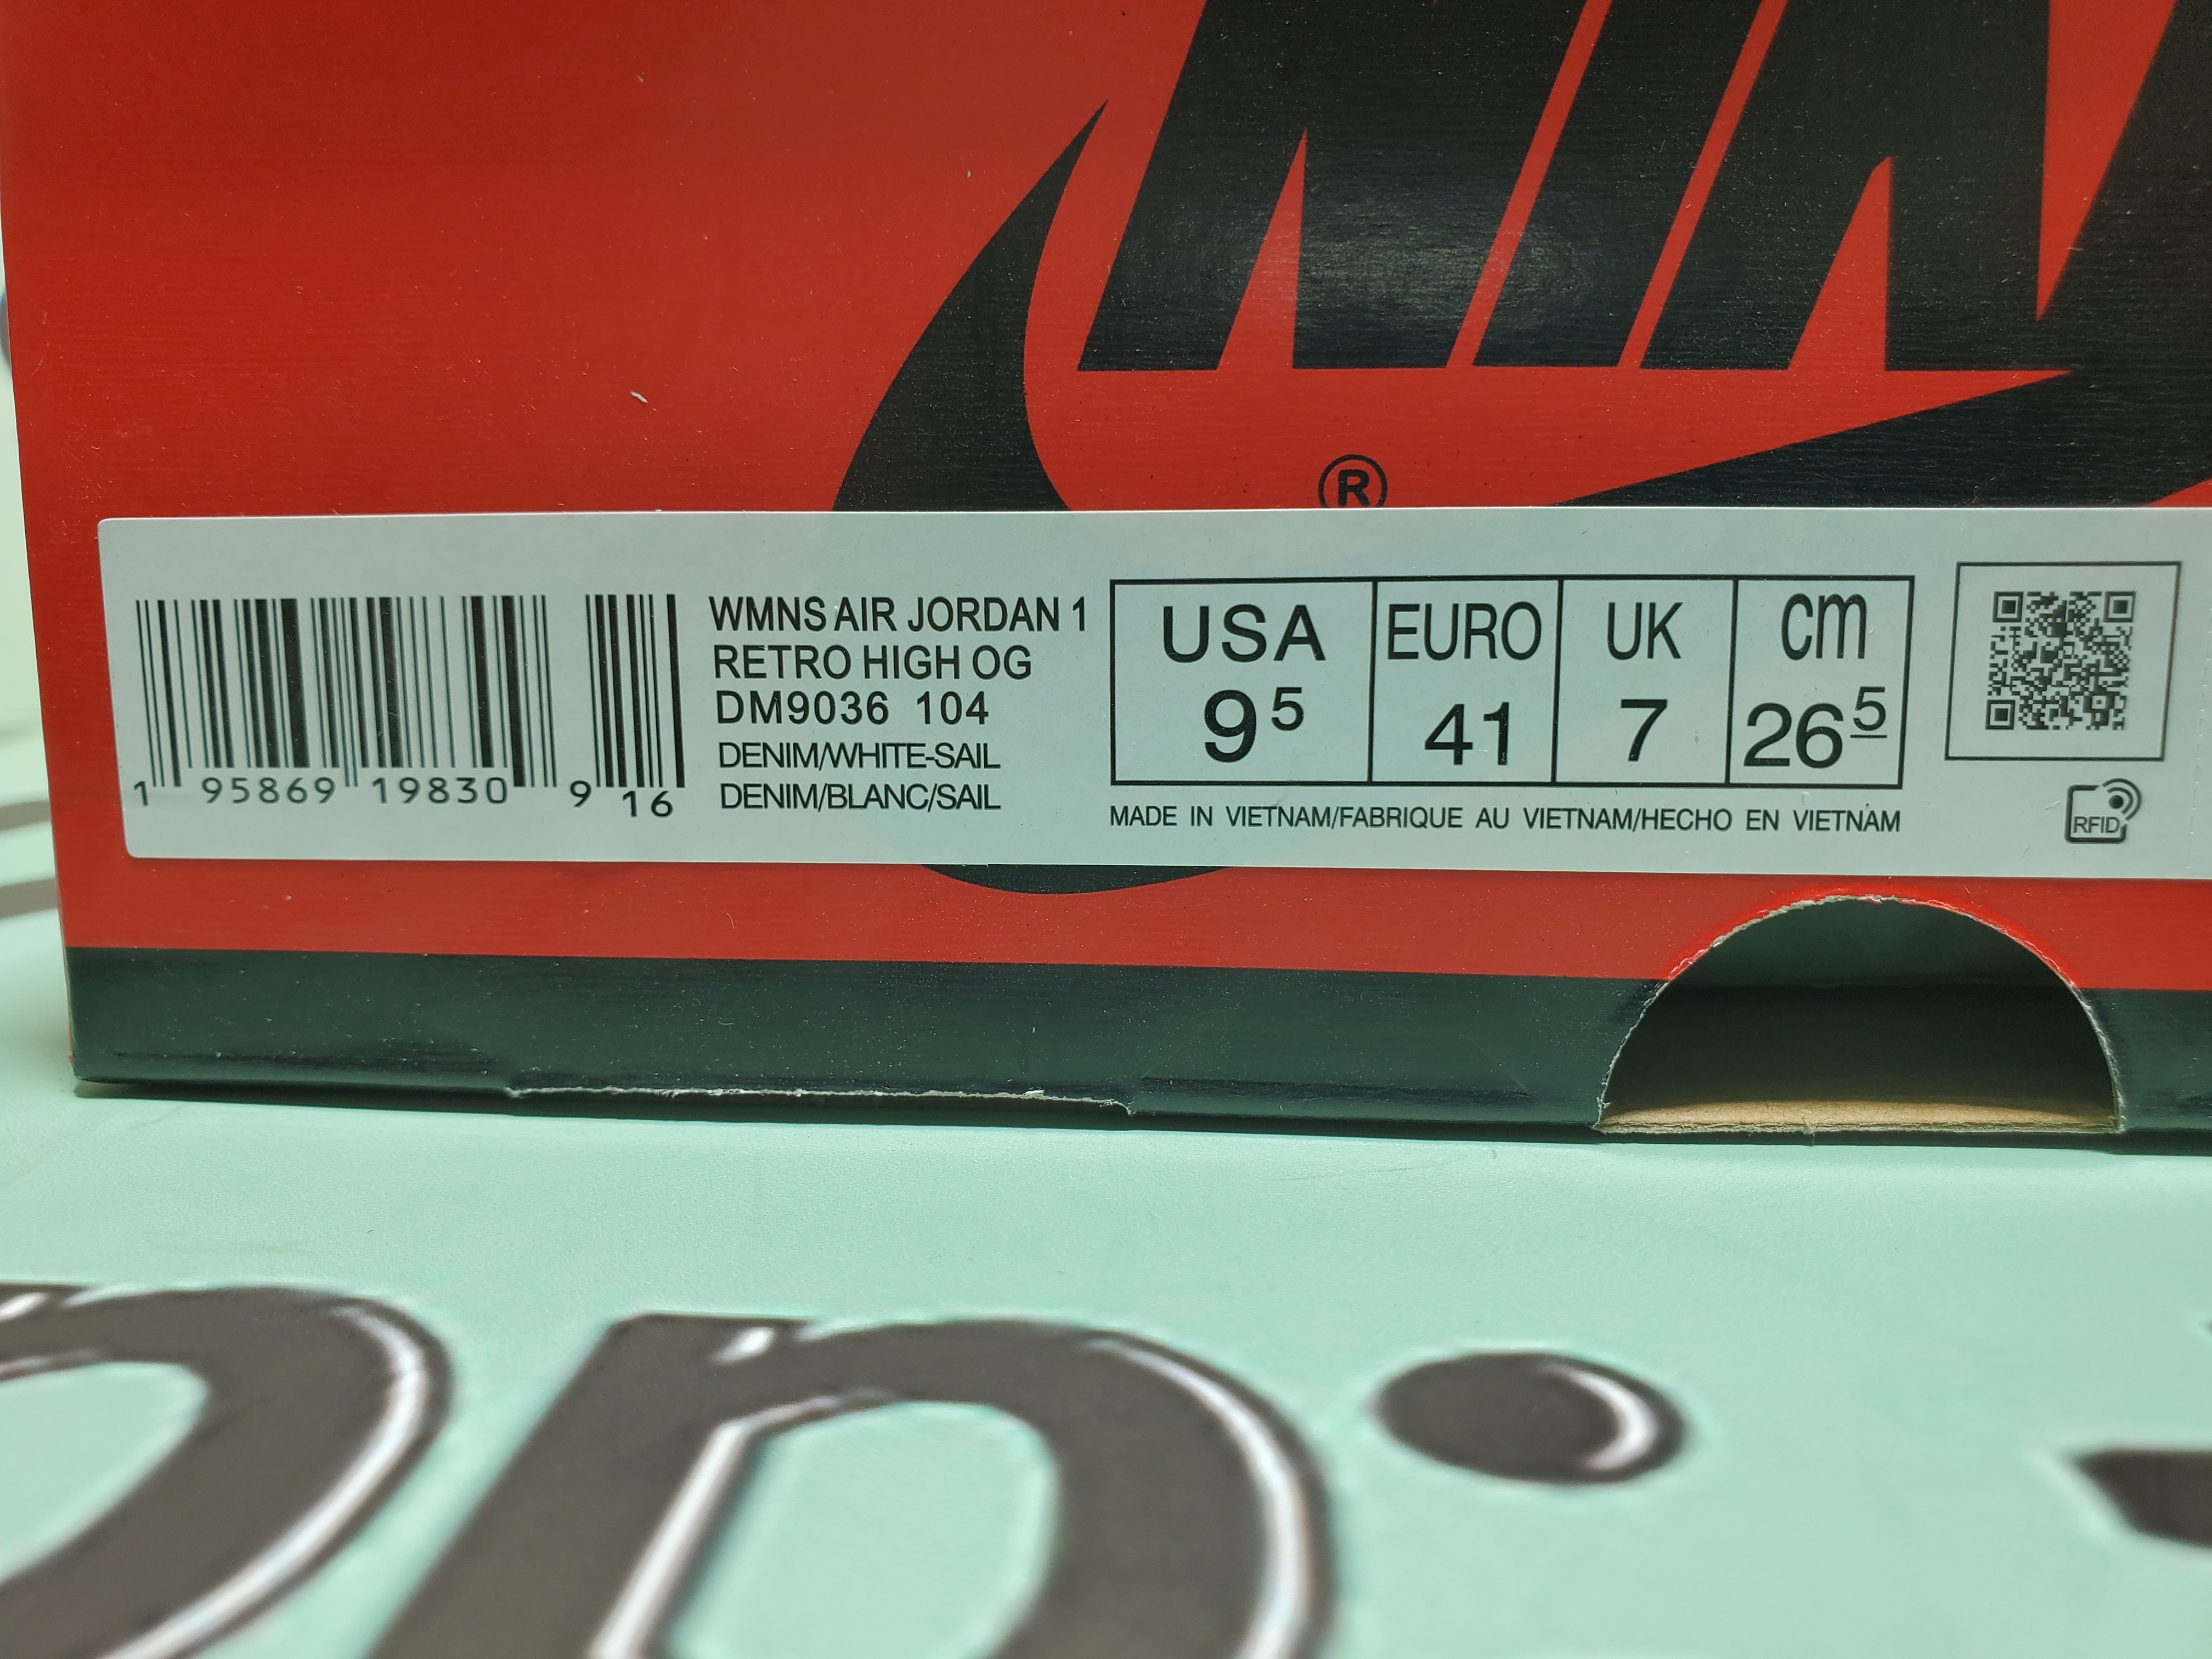 ®
WMNS AIR JORDAN 1
RETRO HIGH OG
DM9036 104
DENIM/WHITE-SAIL
DENIM/BLANC/SAIL
1 95869 19830 9 16
USA EURO UK cm
9⁵ 41 7 26⁵
MADE IN VIETNAM/FABRIQUE AU VIETNAM/HECHO EN VIETNAM
RFID